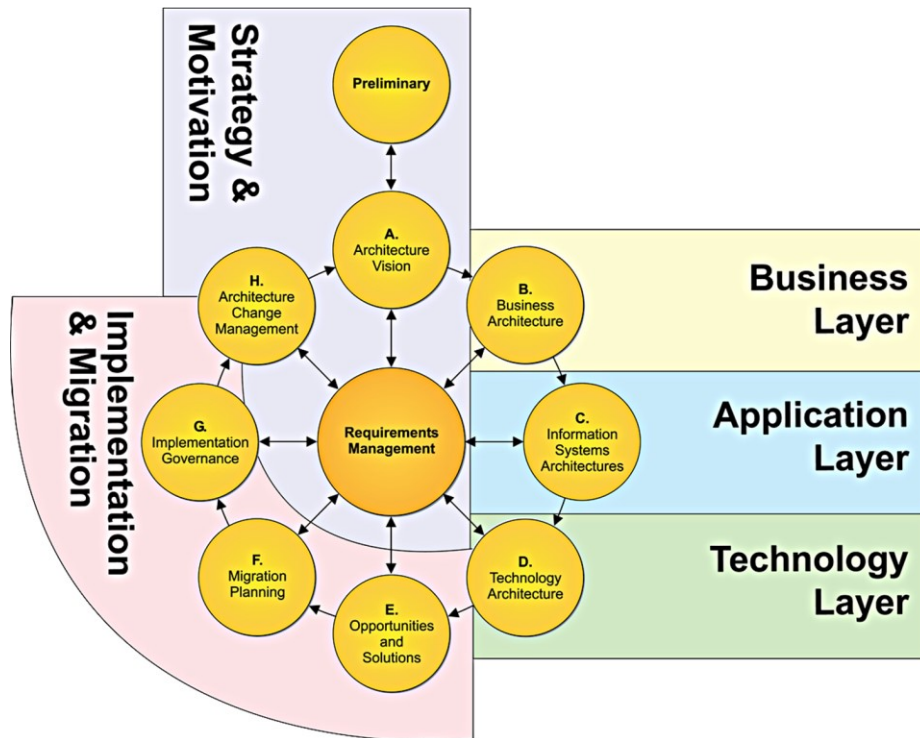 Strategy &
Motivation
Preliminary
A.
Architecture
Vision
H.
Architecture
Change
Management
B.
Business
Architecture
Business
Layer
Implementation
& Migration
G.
Implementation
Governance
Requirements
Management
C.
Information
Systems
Architectures
Application
Layer
F.
Migration
Planning
E.
Opportunities
and
Solutions
D.
Technology
Architecture
Technology
Layer